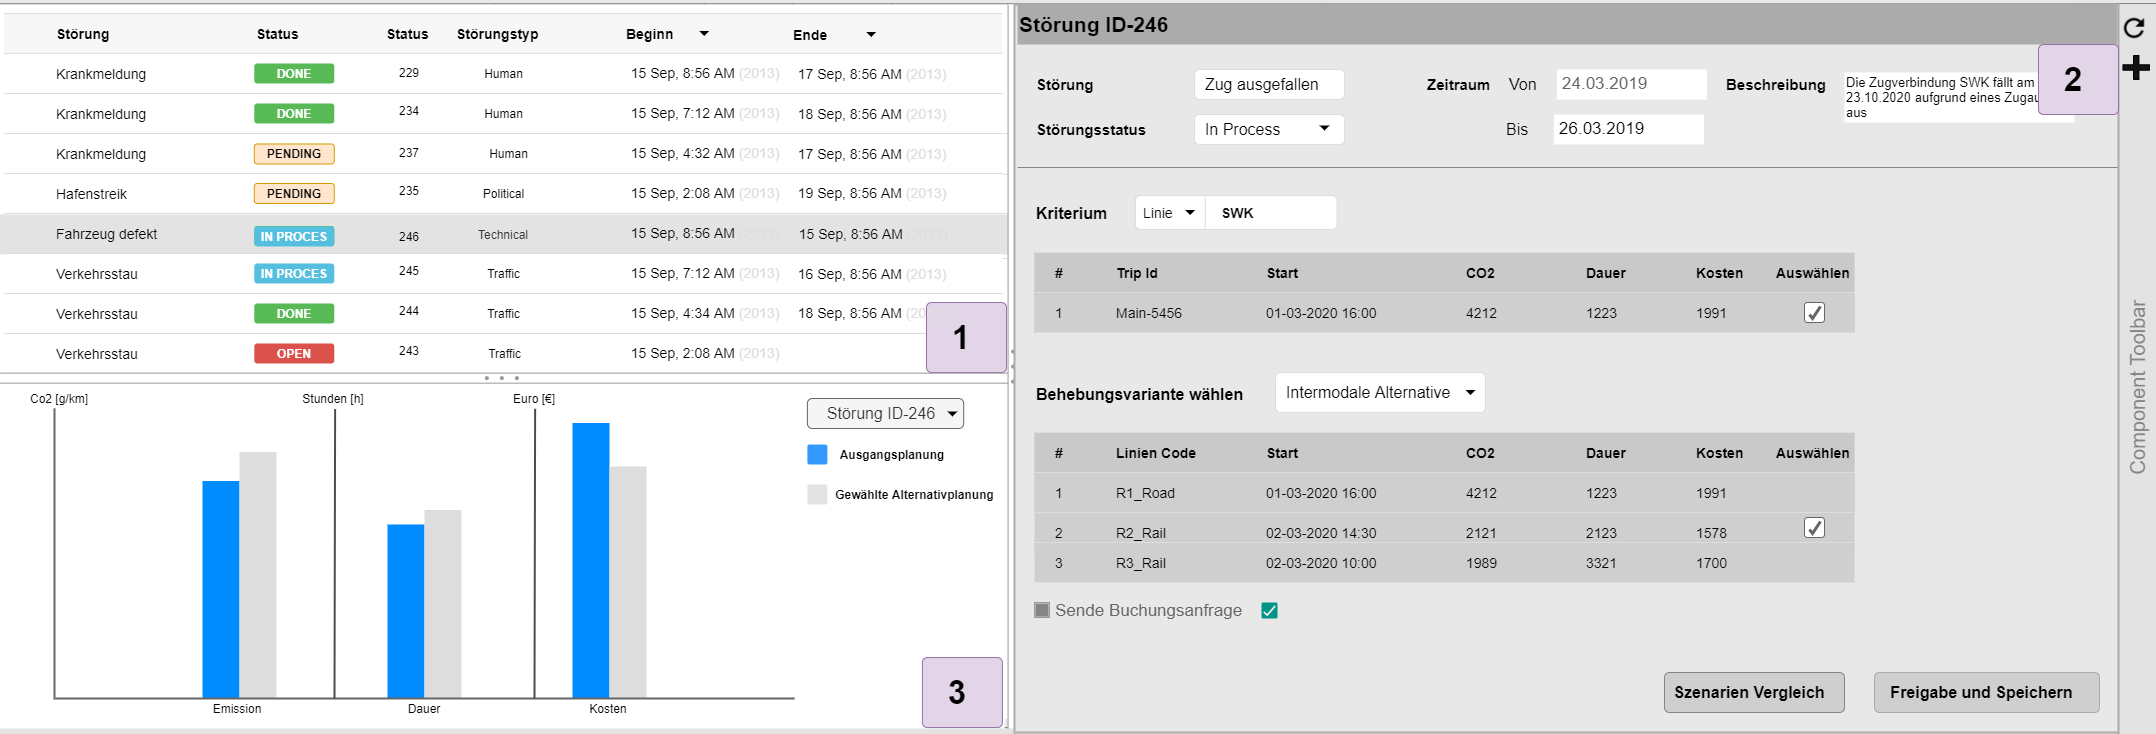 Störung Status Status Störungstyp Beginn Ende
Krankmeldung DONE 229 Human 15 Sep, 8:56 AM (2013) 17 Sep, 8:56 AM (2013)
Krankmeldung DONE 234 Human 15 Sep, 7:12 AM (2013) 18 Sep, 8:56 AM (2013)
Krankmeldung PENDING 237 Human 15 Sep, 4:32 AM (2013) 17 Sep, 8:56 AM (2013)
Hafenstreik PENDING 235 Political 15 Sep, 2:08 AM (2013) 19 Sep, 8:56 AM (2013)
Fahrzeug defekt IN PROCES 246 Technical 15 Sep, 8:56 AM (2013) 15 Sep, 8:56 AM (2013)
Verkehrsstau IN PROCES 245 Traffic 15 Sep, 7:12 AM (2013) 16 Sep, 8:56 AM (2013)
Verkehrsstau DONE 244 Traffic 15 Sep, 4:34 AM (2013) 18 Sep, 8:56 AM (20
Verkehrsstau OPEN 243 Traffic 15 Sep, 2:08 AM (2013)
1
Co2 [g/km] Stunden [h] Euro [€]
Störung ID-246
Ausgangsplanung
Gewählte Alternativplanung
Emission Dauer Kosten
3
Störung ID-246
Störung Zug ausgefallen Zeitraum Von 24.03.2019 Beschreibung
Die Zugverbindung SWK fällt am
23.10.2020 aufgrund eines Zugau
aus
2
Störungsstatus In Process Bis 26.03.2019
Kriterium Linie SWK
# Trip Id Start CO2 Dauer Kosten Auswählen
1 Main-5456 01-03-2020 16:00 4212 1223 1991
Behebungsvariante wählen Intermodale Alternative
# Linien Code Start CO2 Dauer Kosten Auswählen
1 R1_Road 01-03-2020 16:00 4212 1223 1991
2 R2_Rail 02-03-2020 14:30 2121 2123 1578
3 R3_Rail 02-03-2020 10:00 1989 3321 1700
Sende Buchungsanfrage
Szenarien Vergleich Freigabe und Speichern
Component Toolbar